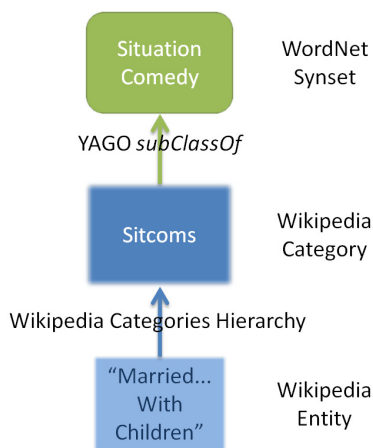 Situation
Comedy
WordNet
Synset
YAGO subClassOf
Sitcoms
Wikipedia
Category
Wikipedia Categories Hierarchy
“Married...
With
Children”
Wikipedia
Entity